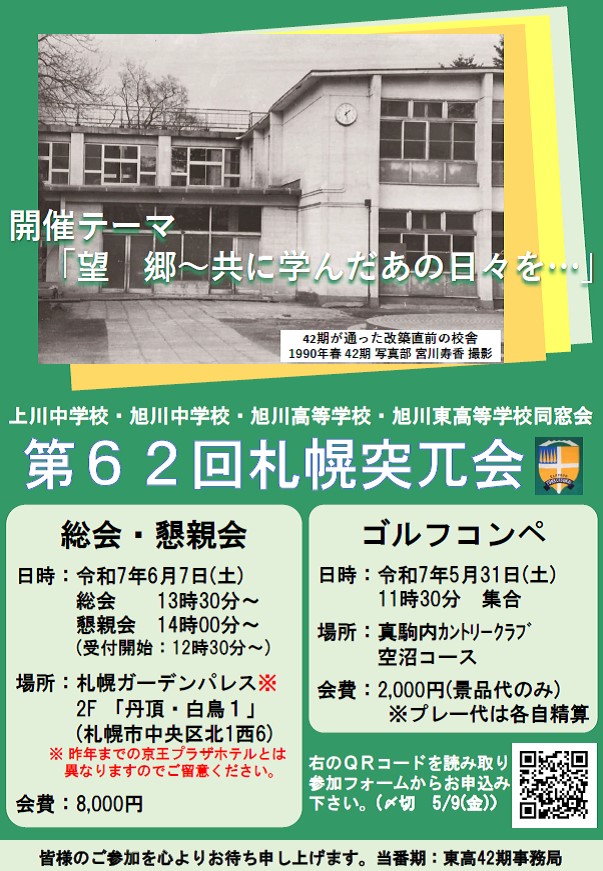 開催テーマ
「望　郷～共に学んだあの日々を…」
42期が通った改築直前の校舎
1990年春 42期 写真部 宮川寿香 撮影
上川中学校・旭川中学校・旭川高等学校・旭川東高等学校同窓会
第６２回札幌突兀会
総会・懇親会
日時：令和7年6月7日(土)
総会　　13時30分～
懇親会　14時00分～
(受付開始：12時30分～)
場所：札幌ガーデンパレス※
2F 「丹頂・白鳥１」
(札幌市中央区北1西6)
※ 昨年までの京王プラザホテルとは
異なりますのでご留意ください。
会費：8,000円
ゴルフコンペ
日時：令和7年5月31日(土)
11時30分　集合
場所：真駒内ｶﾝﾄﾘｰｸﾗﾌﾞ
空沼コース
会費：2,000円(景品代のみ)
※プレー代は各自精算
右のＱＲコードを読み取り
参加フォームからお申込み
下さい。(〆切　5/9(金))
皆様のご参加を心よりお待ち申し上げます。当番期：東高42期事務局